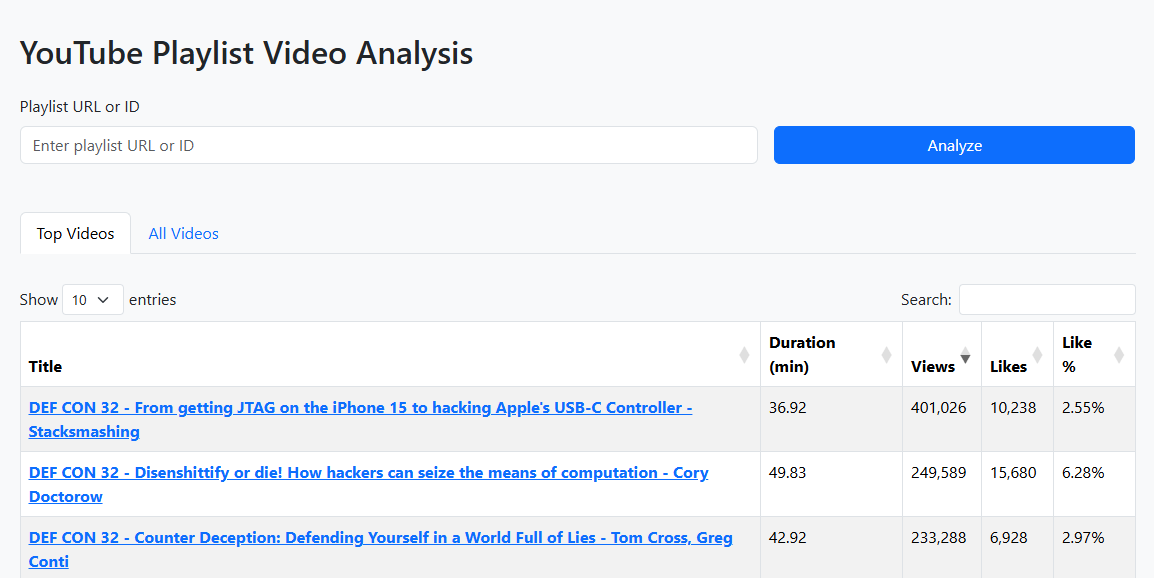 YouTube Playlist Video Analysis
Playlist URL or ID
Enter playlist URL or ID
Analyze
Top Videos
All Videos
Show 10 entries
Search:
Title
Duration
(min)
Views
Likes
Like
%
DEF CON 32 - From getting JTAG on the iPhone 15 to hacking Apple's USB-C Controller -
Stacksmashing
36.92
401,026
10,238
2.55%
DEF CON 32 - Disenshittify or die! How hackers can seize the means of computation - Cory
Doctorow
49.83
249,589
15,680
6.28%
DEF CON 32 - Counter Deception: Defending Yourself in a World Full of Lies - Tom Cross, Greg
Conti
42.92
233,288
6,928
2.97%